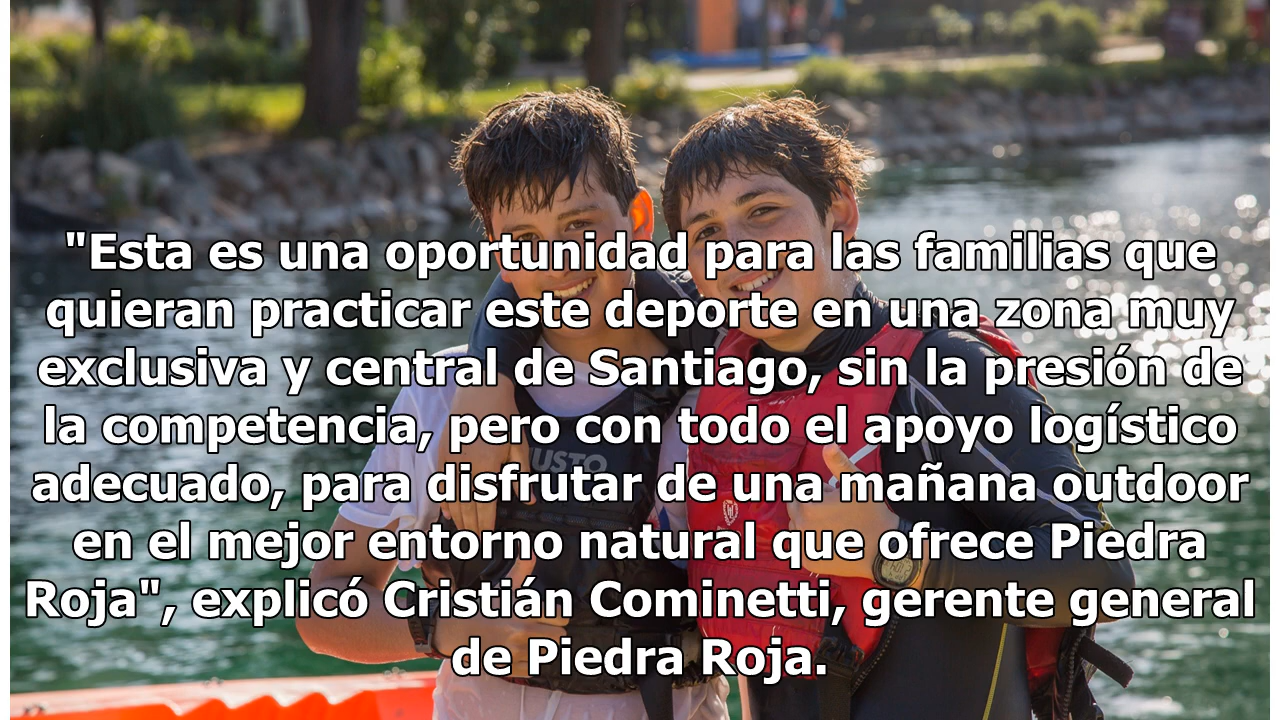 "Esta es una oportunidad para las familias que
quieran practicar este deporte en una zona muy
exclusiva y central de Santiago, sin la presión de
la competencia, pero con todo el apoyo logístico
adecuado, para disfrutar de una mañana outdoor
en el mejor entorno natural que ofrece Piedra
Roja", explicó Cristián Cominetti, gerente general
de Piedra Roja.